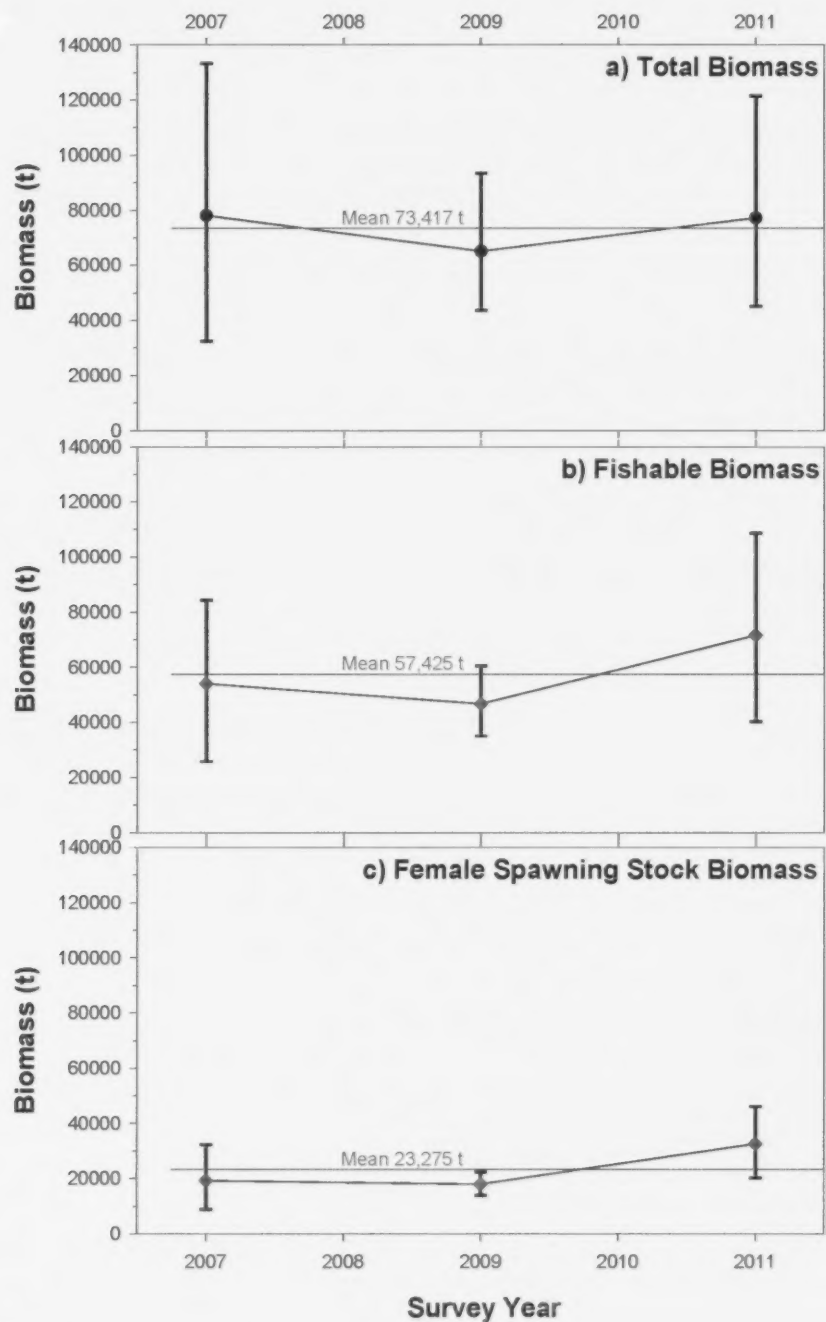 2007 2008 2009 2010 2011
a) Total Biomass
140000
120000
100000
80000
60000
40000
20000
0
Biomass (t)
Mean 73,417 t
b) Fishable Biomass
140000
120000
100000
80000
60000
40000
20000
0
Biomass (t)
Mean 57,425 t
c) Female Spawning Stock Biomass
140000
120000
100000
80000
60000
40000
20000
0
Biomass (t)
Mean 23,275 t
2007 2008 2009 2010 2011
Survey Year